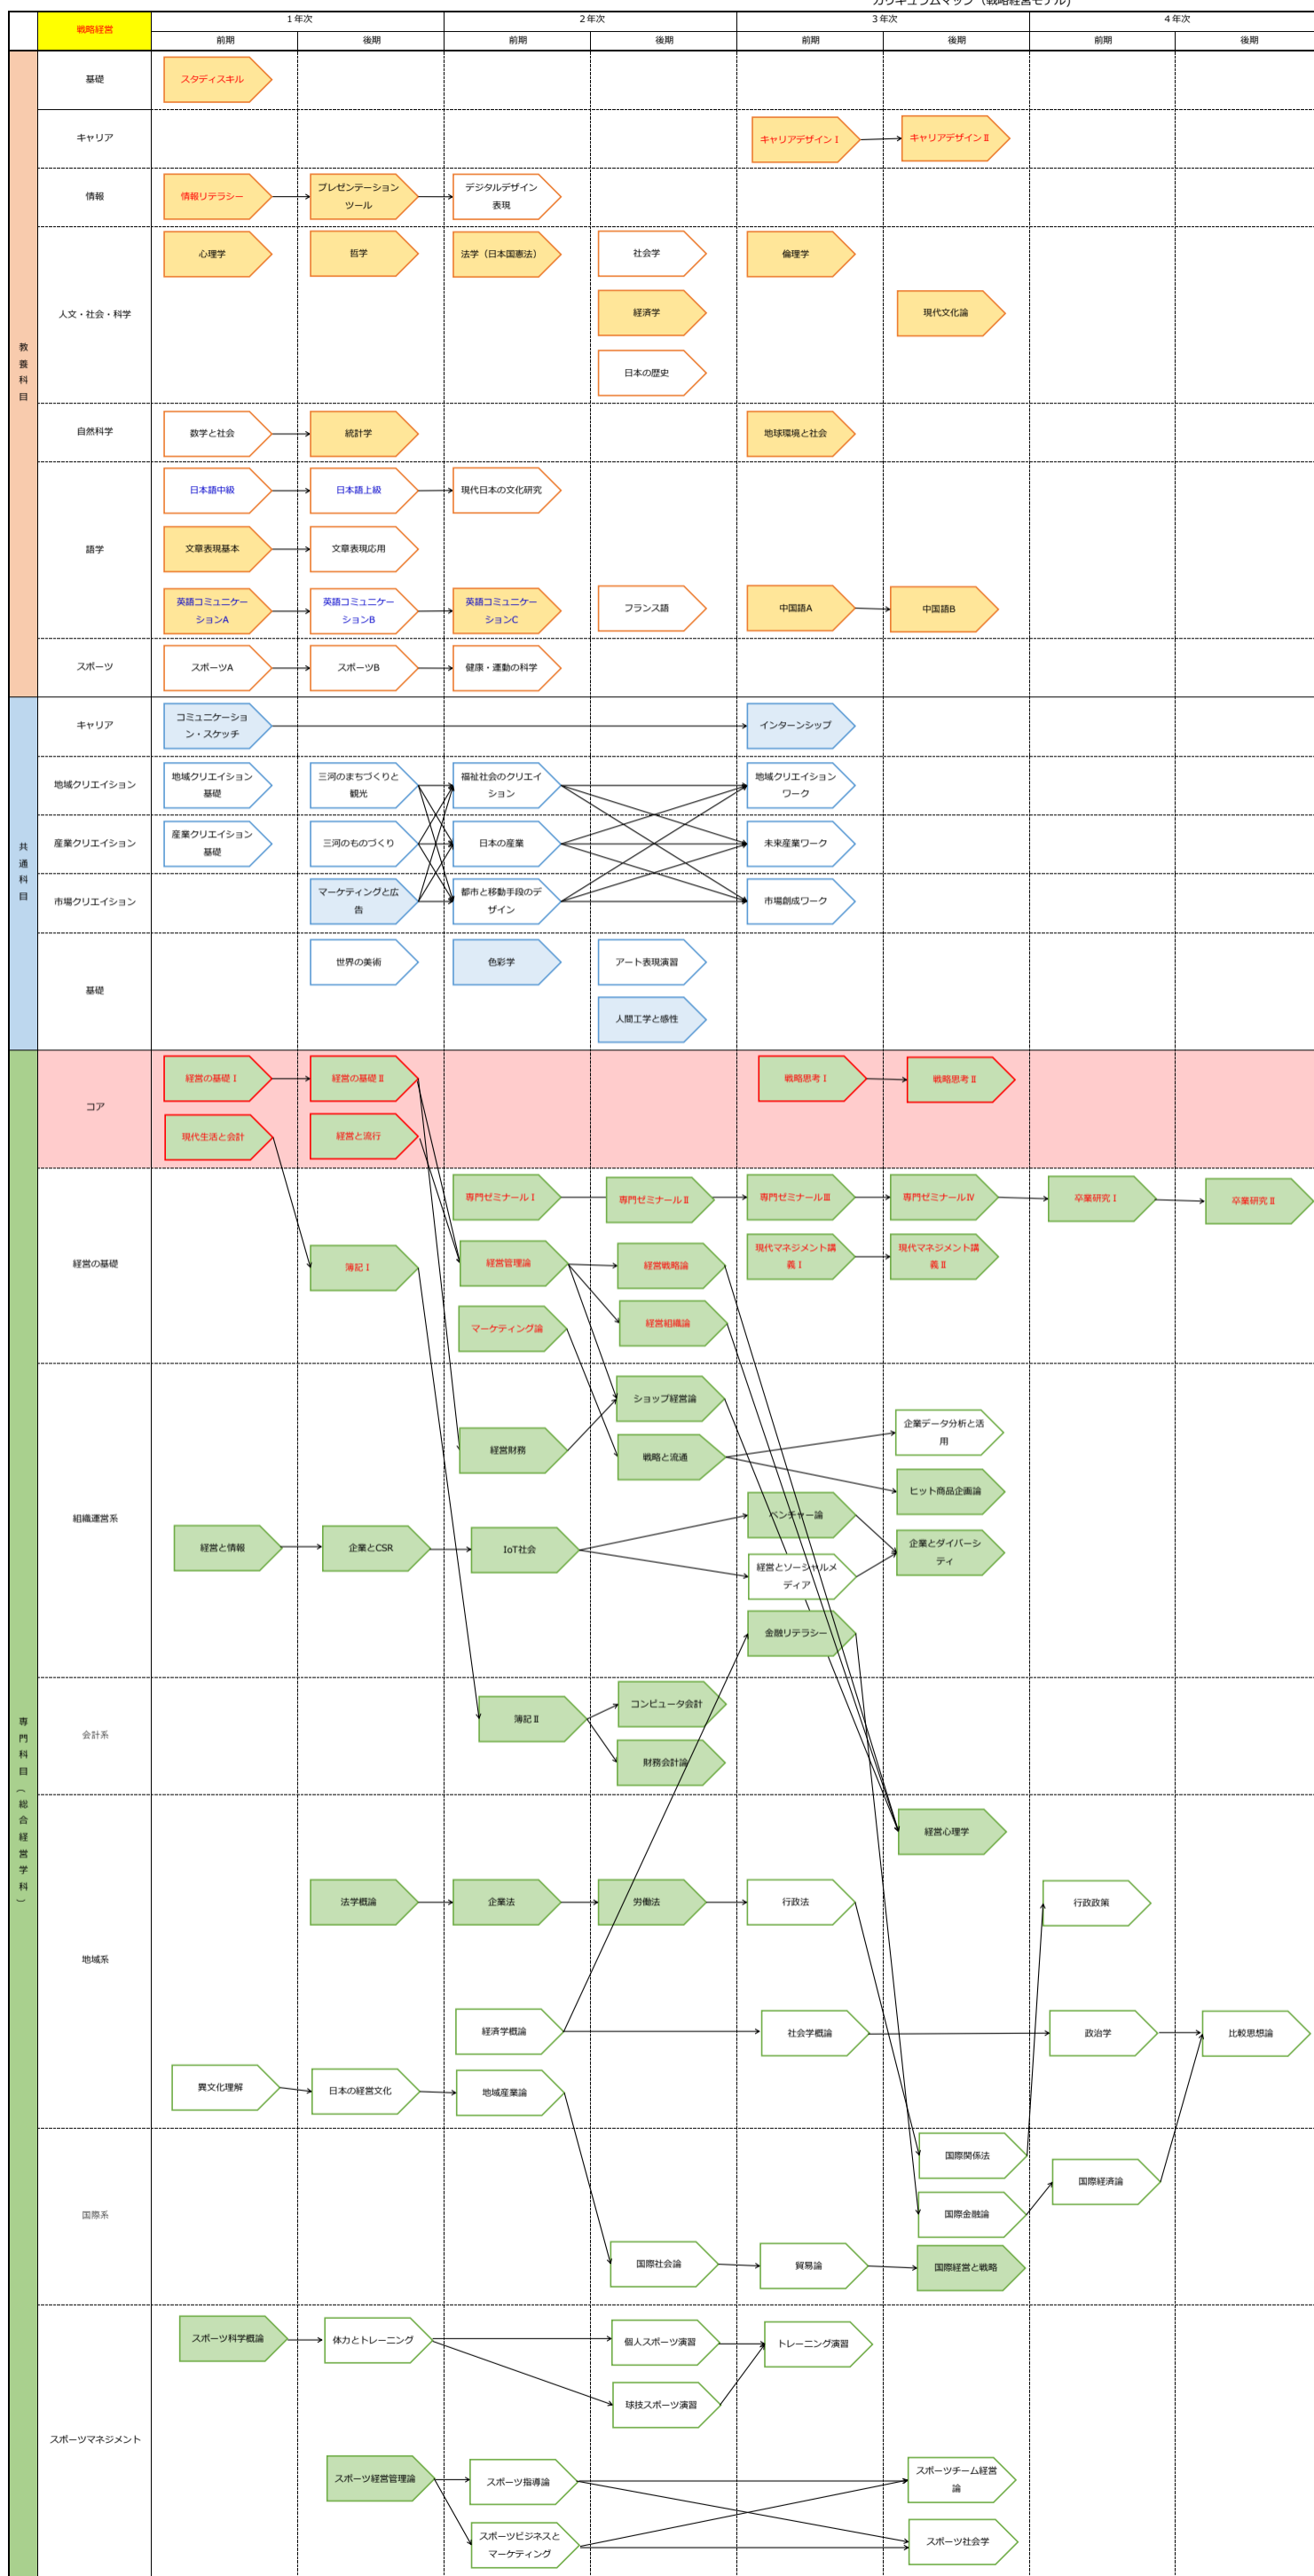 カリキュラムマップ（戦略経営モデル）
戦略経営
1年次
2年次
3年次
4年次
前期
後期
前期
後期
前期
後期
前期
後期
教養科目
基礎
スタディスキル
キャリア
キャリアデザインⅠ
キャリアデザインⅡ
情報
情報リテラシー
プレゼンテーション
ツール
デジタルデザイン
表現
人文・社会・科学
心理学
哲学
法学（日本国憲法）
社会学
倫理学
経済学
現代文化論
日本の歴史
自然科学
数学と社会
統計学
地球環境と社会
語学
日本語中級
日本語上級
現代日本の文化研究
文章表現基本
文章表現応用
英語コミュニケー
ションA
英語コミュニケー
ションB
英語コミュニケー
ションC
フランス語
中国語A
中国語B
スポーツ
スポーツA
スポーツB
健康・運動の科学
共通科目
キャリア
コミュニケーショ
ン・スケッチ
インターンシップ
地域クリエイション
地域クリエイション
基礎
三河のまちづくりと
観光
福祉社会のクリエイ
ション
地域クリエイション
ワーク
産業クリエイション
産業クリエイション
基礎
三河のものづくり
日本の産業
未来産業ワーク
市場クリエイション
マーケティングと広
告
都市と移動手段のデ
ザイン
市場創成ワーク
基礎
世界の美術
色彩学
アート表現演習
人間工学と感性
専門科目（総合経営学科）
コア
経営の基礎Ⅰ
経営の基礎Ⅱ
戦略思考Ⅰ
戦略思考Ⅱ
現代生活と会計
経営と流行
経営の基礎
専門ゼミナールⅠ
専門ゼミナールⅡ
専門ゼミナールⅢ
専門ゼミナールⅣ
卒業研究Ⅰ
卒業研究Ⅱ
簿記Ⅰ
経営管理論
経営戦略論
現代マネジメント講
義Ⅰ
現代マネジメント講
義Ⅱ
マーケティング論
経営組織論
組織運営系
ショップ経営論
企業データ分析と活
用
経営財務
戦略と流通
ヒット商品企画論
経営と情報
企業とCSR
IoT社会
ベンチャー論
企業とダイバーシ
ティ
経営とソーシャルメ
ディア
金融リテラシー
会計系
簿記Ⅱ
コンピュータ会計
財務会計論
地域系
経営心理学
法学概論
企業法
労働法
行政法
行政政策
経済学概論
社会学概論
政治学
比較思想論
異文化理解
日本の経営文化
地域産業論
国際系
国際関係法
国際経済論
国際金融論
国際社会論
貿易論
国際経営と戦略
スポーツマネジメント
スポーツ科学概論
体力とトレーニング
個人スポーツ演習
トレーニング演習
球技スポーツ演習
スポーツ経営管理論
スポーツ指導論
スポーツチーム経営
論
スポーツビジネスと
マーケティング
スポーツ社会学